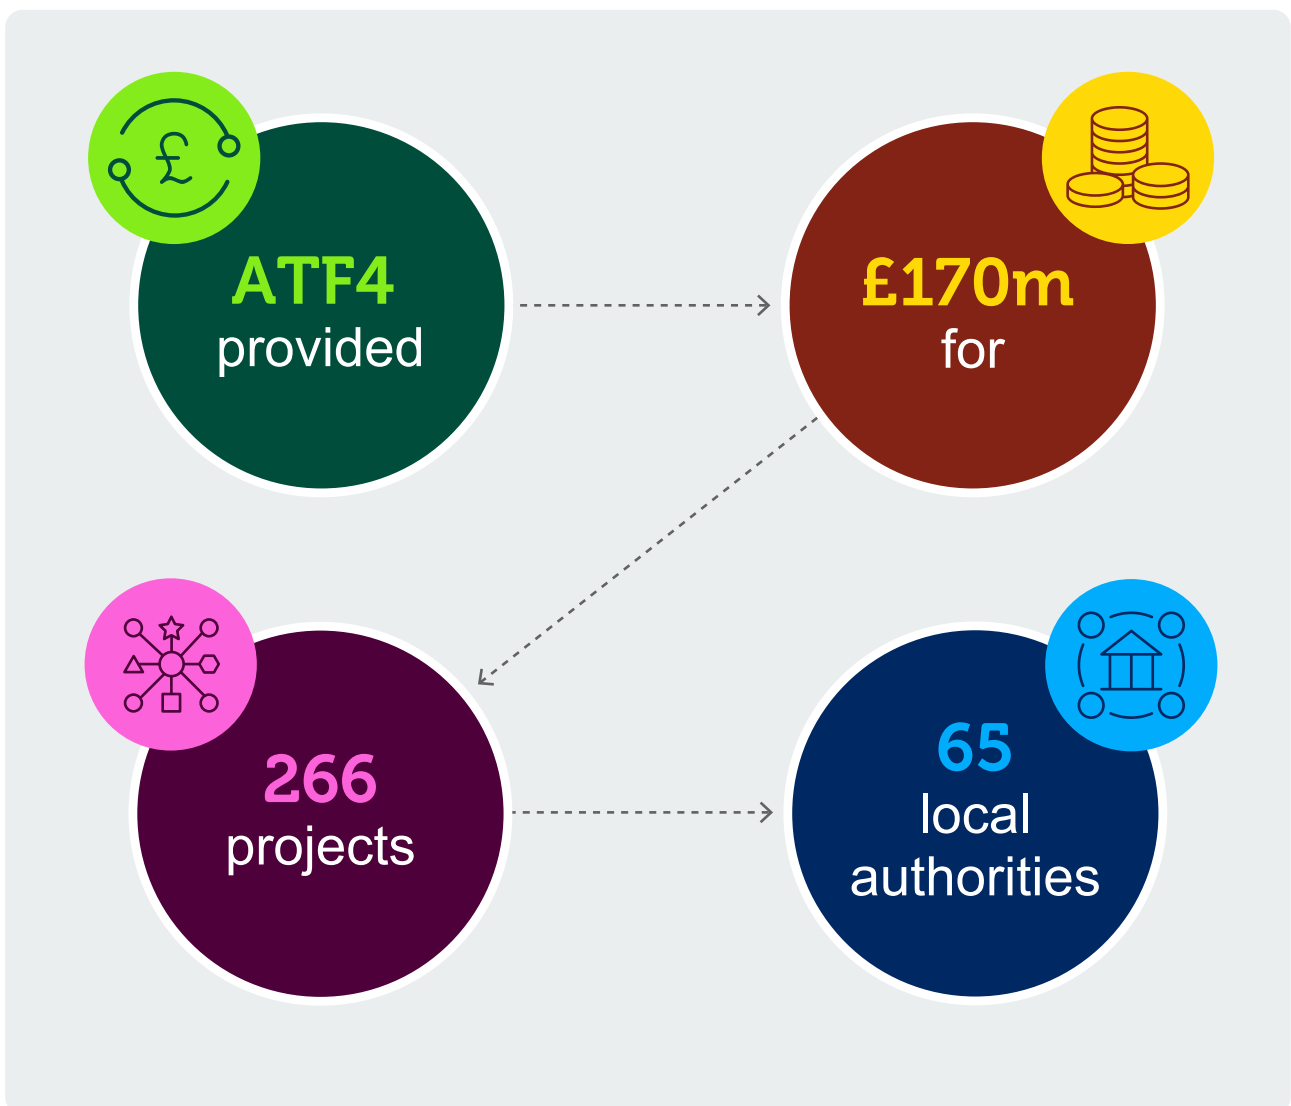 ATF4
provided
£170m
for
266
projects
65
local
authorities